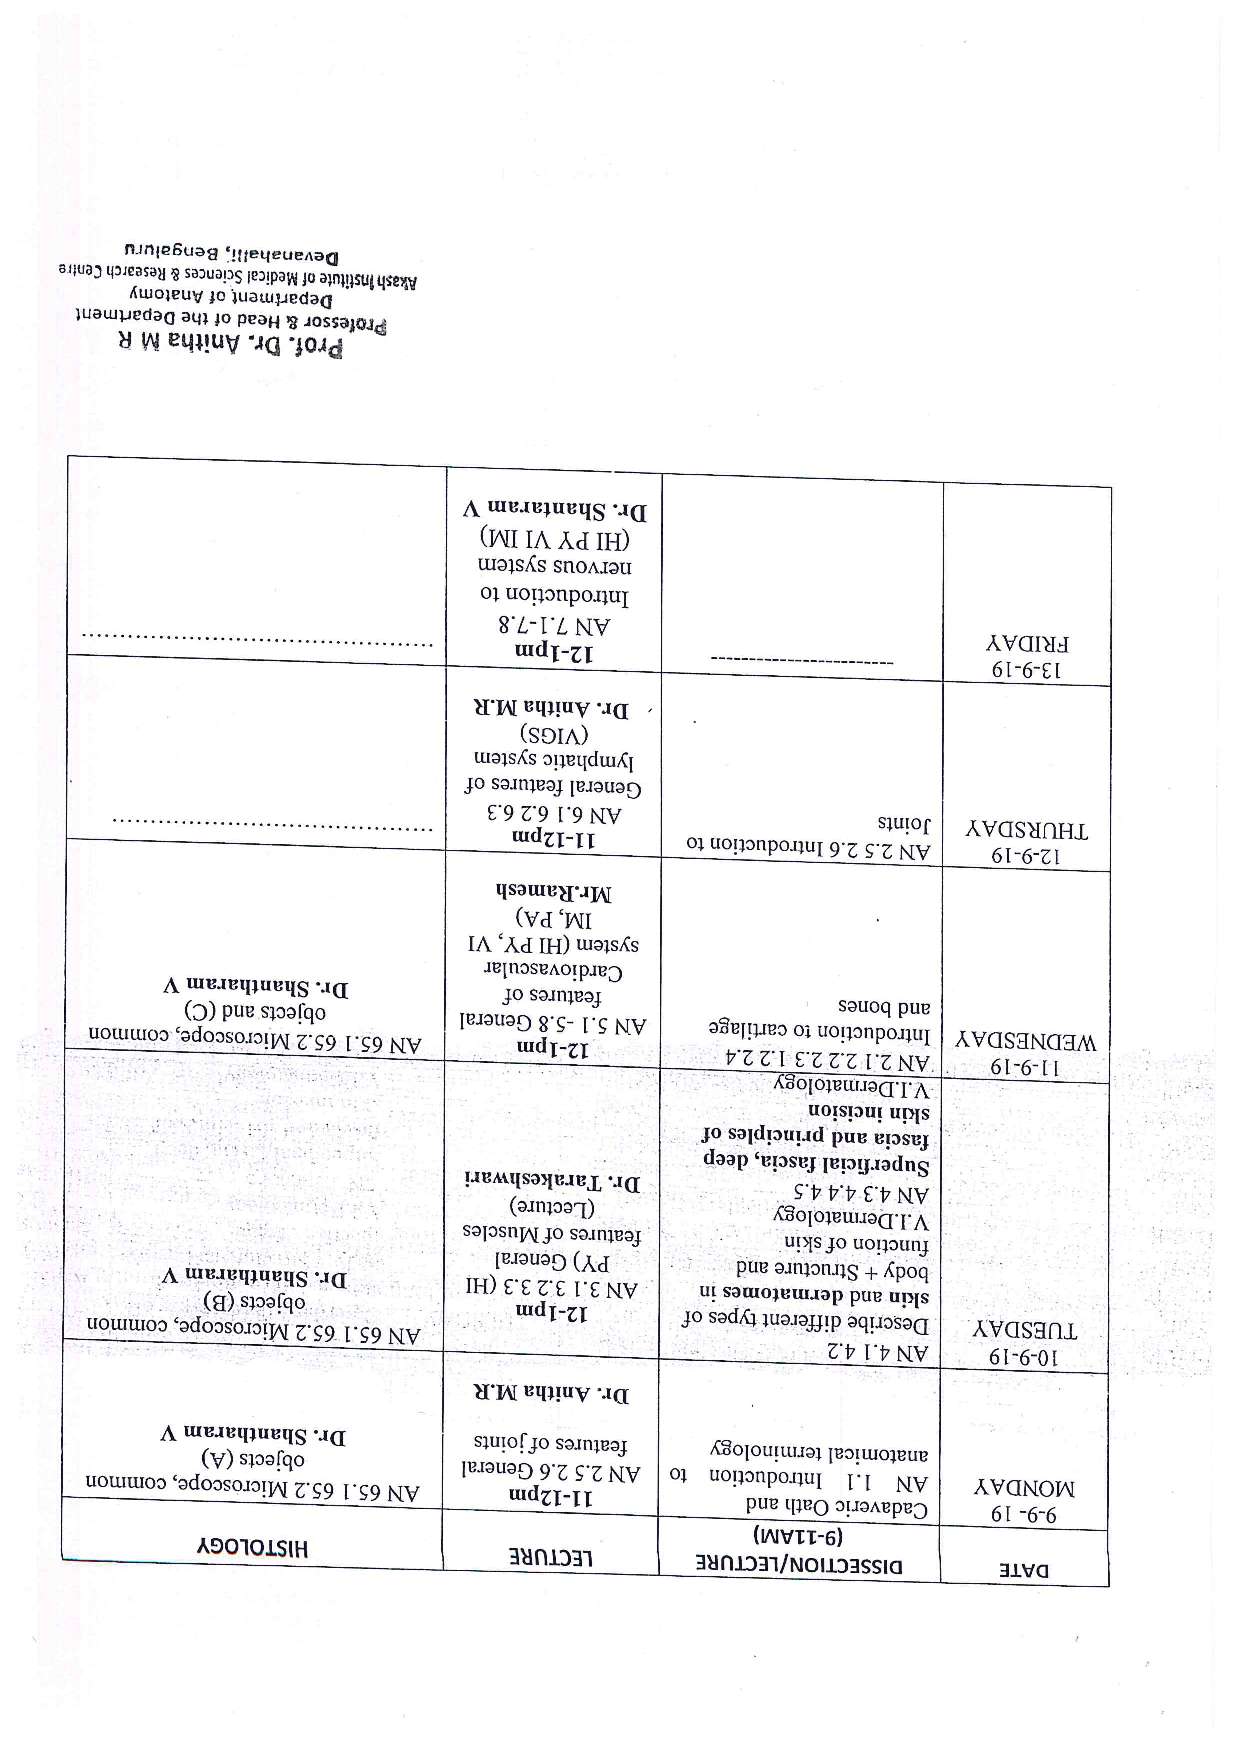 DATE
DISSECTION/LECTURE
(9-11AM)
LECTURE
HISTOLOGY
9-9- 19
MONDAY
Cadaveric Oath and
AN 1.1 Introduction to
anatomical terminology
11-12pm
AN 2.5 2.6 General
features of joints
Dr. Anitha M.R
AN 65.1 65.2 Microscope, common
objects (A)
Dr. Shantharam V
10-9-19
TUESDAY
AN 4.1 4.2
Describe different types of
skin and dermatomes in
body + Structure and
function of skin
V.I.Dermatology
AN 4.3 4.4 4.5
Superficial fascia, deep
fascia and principles of
skin incision
V.I.Dermatology
12-1pm
AN 3.1 3.2 3.3 (HI
PY) General
features of Muscles
(Lecture)
Dr. Tarakeshwari
AN 65.1 65.2 Microscope, common
objects (B)
Dr. Shantharam V
11-9-19
WEDNESDAY
AN 2.1 2.2 2.3 1.2 2.4
Introduction to cartilage
and bones
12-1pm
AN 5.1 -5.8 General
features of
Cardiovascular
system (HI PY, VI
IM, PA)
Mr.Ramesh
AN 65.1 65.2 Microscope, common
objects and (C)
Dr. Shantharam V
12-9-19
THURSDAY
AN 2.5 2.6 Introduction to
Joints
11-12pm
AN 6.1 6.2 6.3
General features of
lymphatic system
(VIGS)
Dr. Anitha M.R
13-9-19
FRIDAY
12-1pm
AN 7.1-7.8
Introduction to
nervous system
(HI PY VI IM)
Dr. Shantaram V
Prof. Dr. Anitha M R
Professor & Head of the Department
Department of Anatomy
Akash Institute of Medical Sciences & Research Centre
Devanahalli, Bengaluru